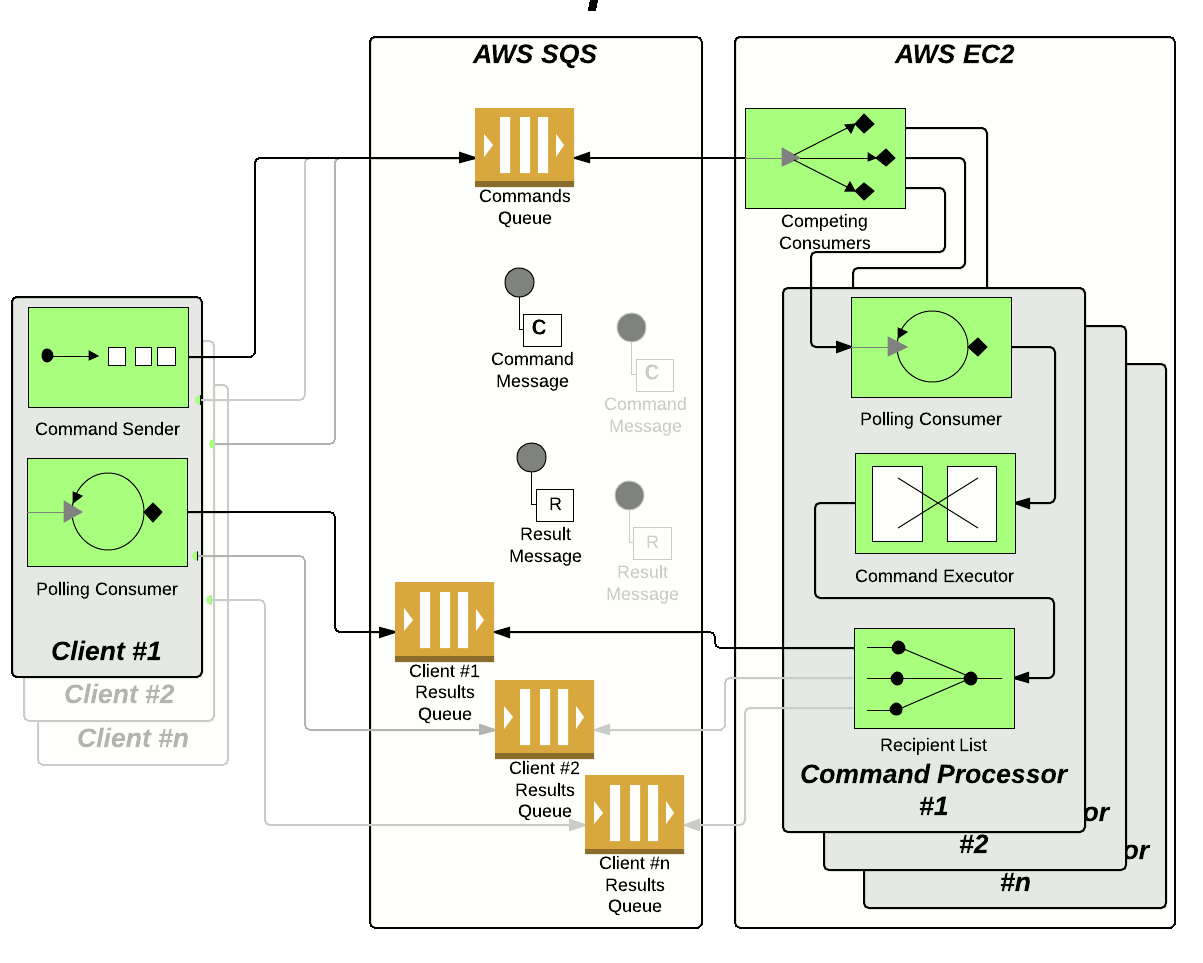 AWS SQS
AWS EC2
Commands
Queue
Competing
Consumers
C
Command
Message
C
Command
Message
Polling Consumer
Command Sender
R
Result
Message
R
Result
Message
Polling Consumer
Command Executor
Client #1
Client #2
Client #n
Client #1
Results
Queue
Client #2
Results
Queue
Client #n
Results
Queue
Recipient List
Command Processor
#1
or
#2
or
#n